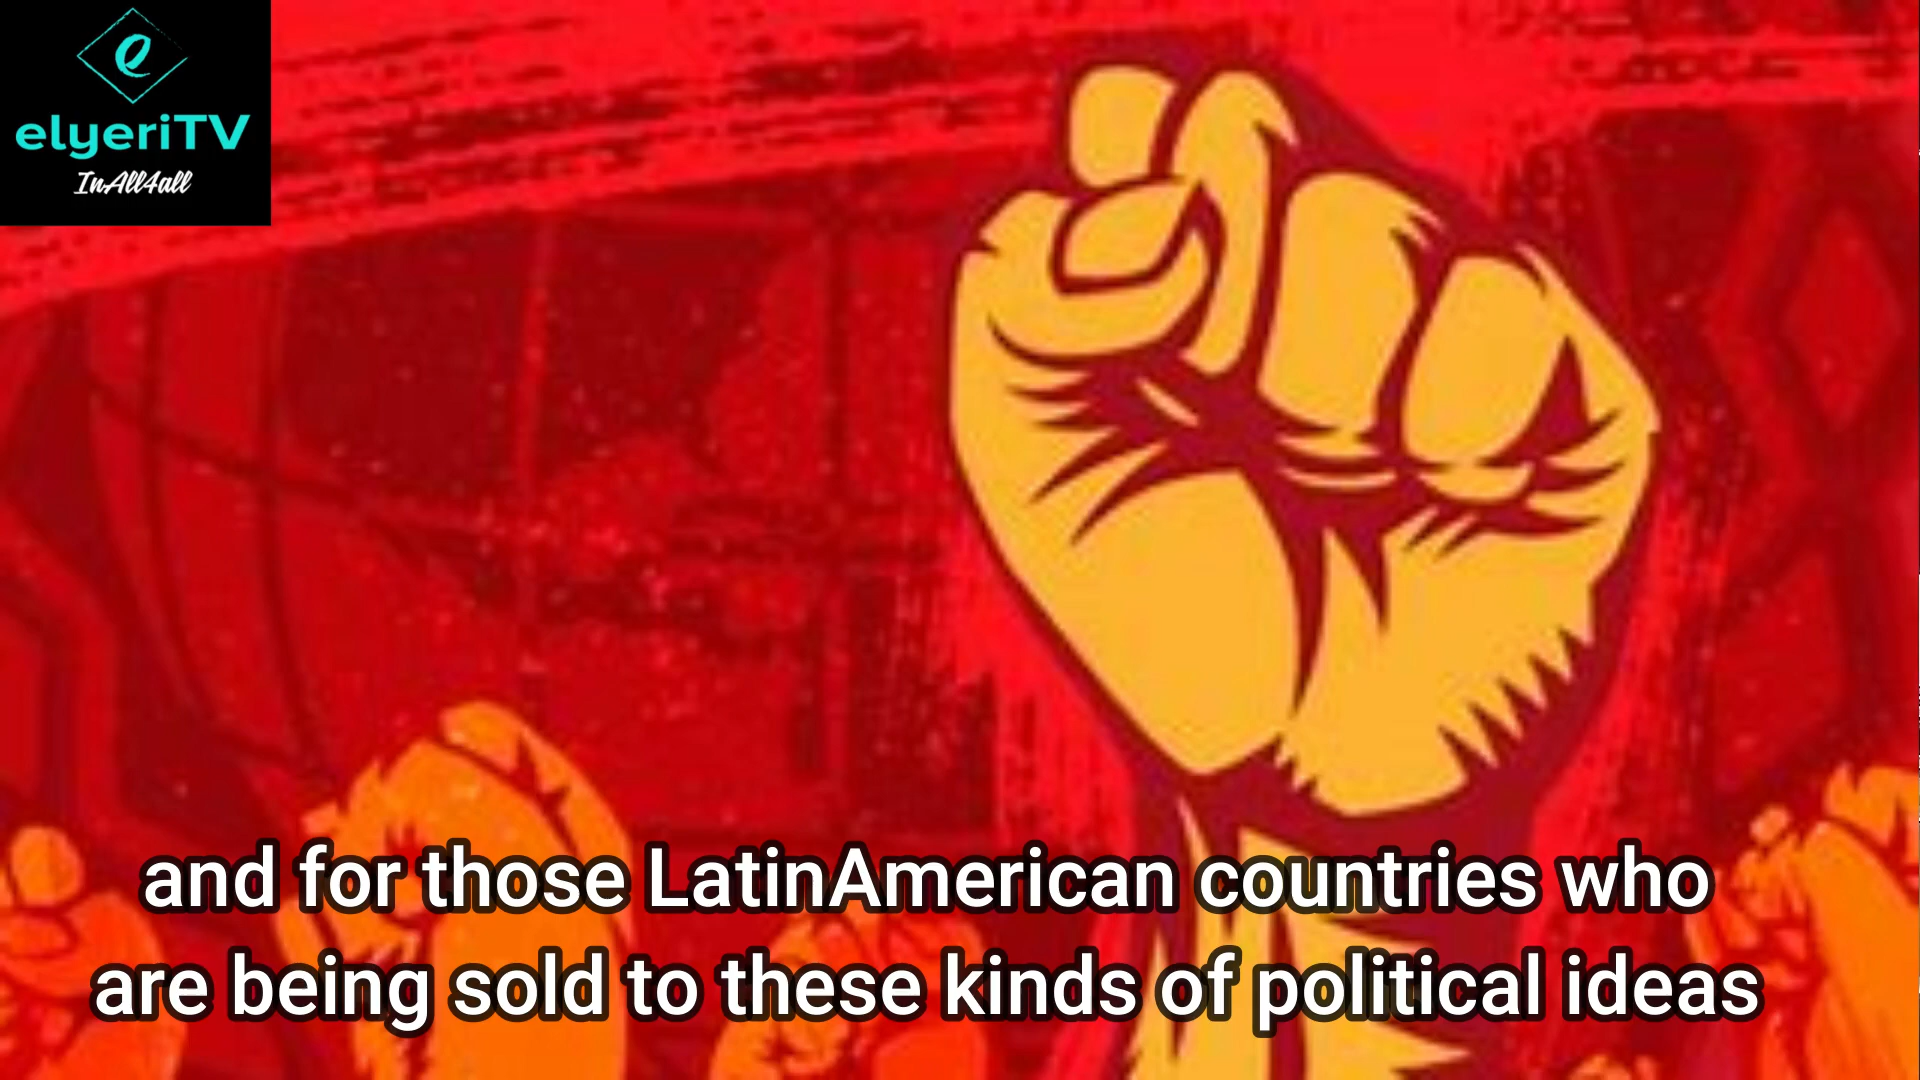 e
elyeriTV
InAll4all
and for those LatinAmerican countries who
are being sold to these kinds of political ideas